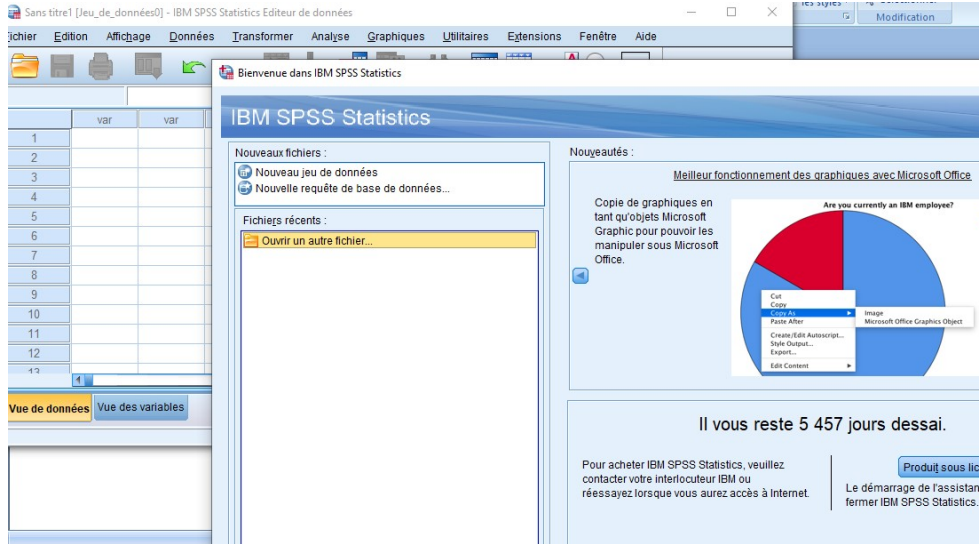 Sans titre1 [Jeu_de_données0] - IBM SPSS Statistics Editeur de données
les styles
Modification
ichier Edition Affichage Données Transformer Analyse Graphiques Utilitaires Extensions Fenêtre Aide
Bienvenue dans IBM SPSS Statistics
IBM SPSS Statistics
var var
1
2
3
4
5
6
7
8
9
10
11
12
13
Vue de données Vue des variables
Nouveaux fichiers :
Nouveau jeu de données
Nouvelle requête de base de données...
Fichiers récents :
Ouvrir un autre fichier...
Nouveautés :
Meilleur fonctionnement des graphiques avec Microsoft Office
Copie de graphiques en
tant qu'objets Microsoft
Graphic pour pouvoir les
manipuler sous Microsoft
Office.
Are you currently an IBM employee?
Cut
Copy
Copy As
Paste After
Create/Edit Autoscript...
Style Output...
Export...
Edit Content
Image
Microsoft Office Graphics Object
Il vous reste 5 457 jours dessai.
Pour acheter IBM SPSS Statistics, veuillez
contacter votre interlocuteur IBM ou
réessayez lorsque vous aurez accès à Internet.
Produit sous lic
Le démarrage de l'assistan
fermer IBM SPSS Statistics.